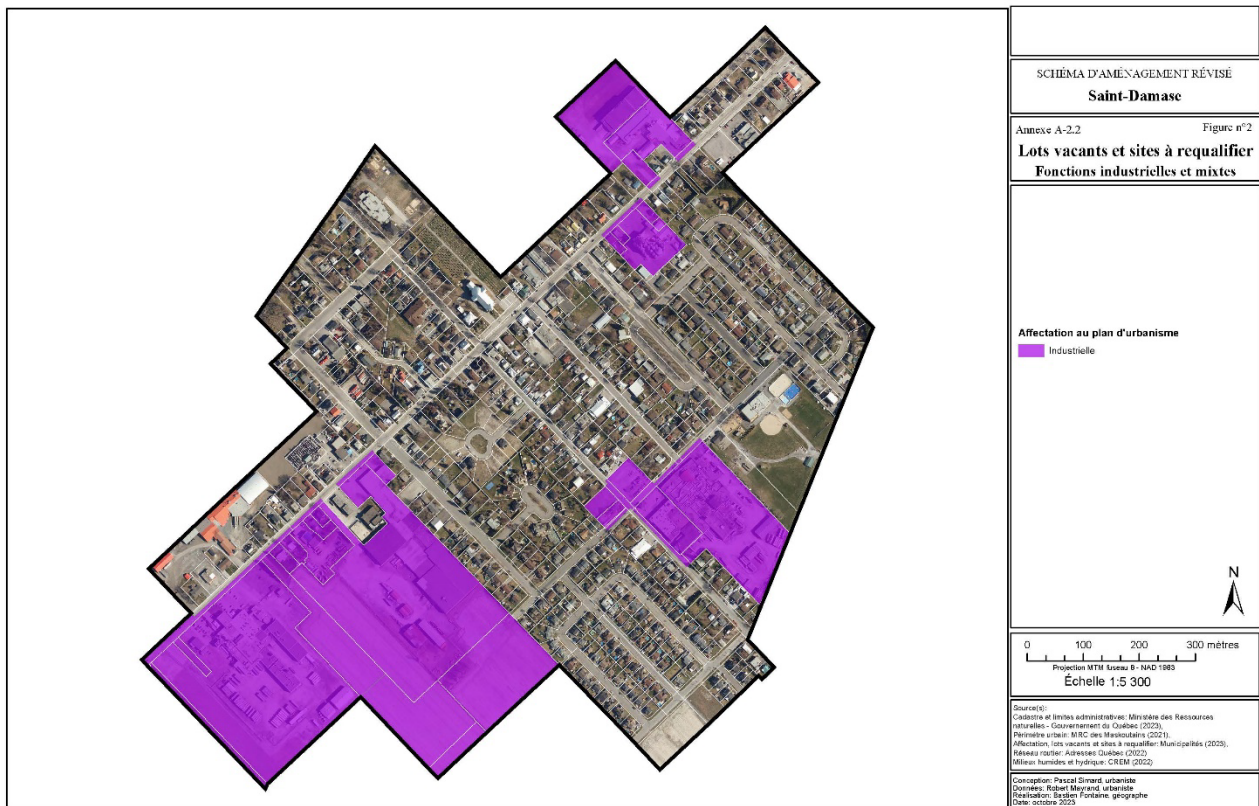 SCHÉMA D'AMÉNAGEMENT RÉVISÉ
Saint-Damase
Annexe A-2.2 Figure n°2
Lots vacants et sites à requalifier
Fonctions industrielles et mixtes
Affectation au plan d'urbanisme
Industrielle
N
0 100 200 300 mètres
Projection MTM fuseau 8 - NAD 1983
Échelle 1:5 300
Source(s):
Cadastre et limites administratives: Ministère des Ressources
naturelles - Gouvernement du Québec (2023),
Périmètre urbain: MRC des Maskoutains (2021),
Affectation, lots vacants et sites à requalifier: Municipalités (2023),
Réseau routier: Adresses Québec (2022)
Milieux humides et hydrique: CREM (2022)
Conception: Pascal Simard, urbaniste
Données: Robert Mayrand, urbaniste
Réalisation: Bastien Fontaine, géographe
Date: octobre 2023